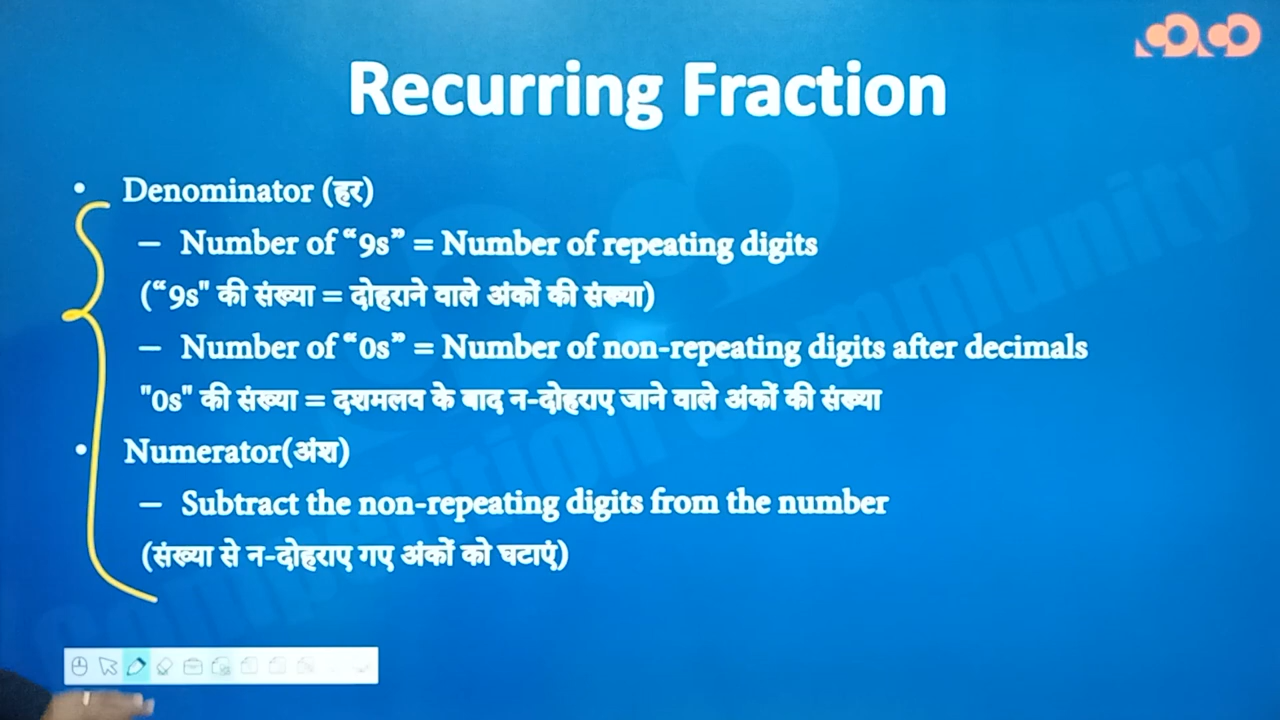 Recurring Fraction
• Denominator (हर)
– Number of “9s” = Number of repeating digits
(“9s" की संख्या = दोहराने वाले अंकों की संख्या)
– Number of “0s” = Number of non-repeating digits after decimals
"0s" की संख्या = दशमलव के बाद न-दोहराए जाने वाले अंकों की संख्या
• Numerator(अंश)
– Subtract the non-repeating digits from the number
(संख्या से न-दोहराए गए अंकों को घटाएं)
Community